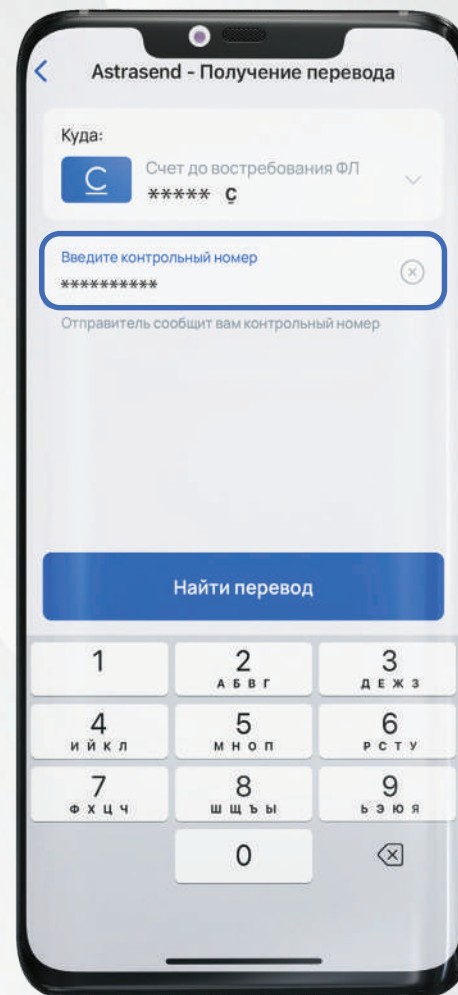 Astrasend - Получение перевода
Куда:
Счет до востребования ФЛ
***** С̲
Введите контрольный номер
**********
Отправитель сообщит вам контрольный номер
Найти перевод
1
2
АБВГ
3
ДЕЖЗ
4
ИЙКЛ
5
МНОП
6
РСТУ
7
ФХЦЧ
8
ШЩЪЫ
9
ЬЭЮЯ
0